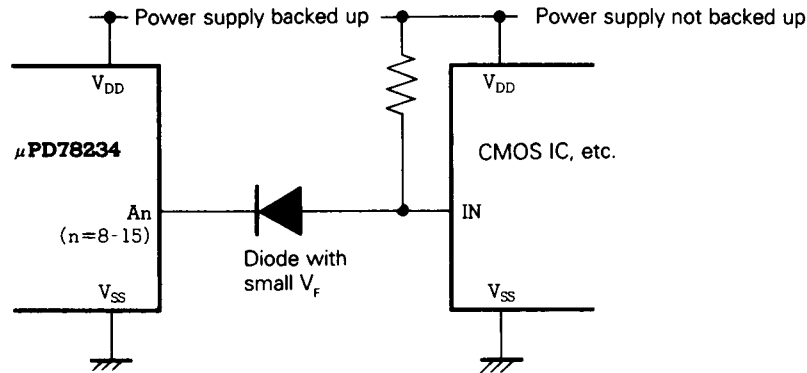 Power supply backed up
Power supply not backed up
VDD
VDD
μPD78234
CMOS IC, etc.
An
(n=8-15)
IN
Diode with
small VF
VSS
VSS